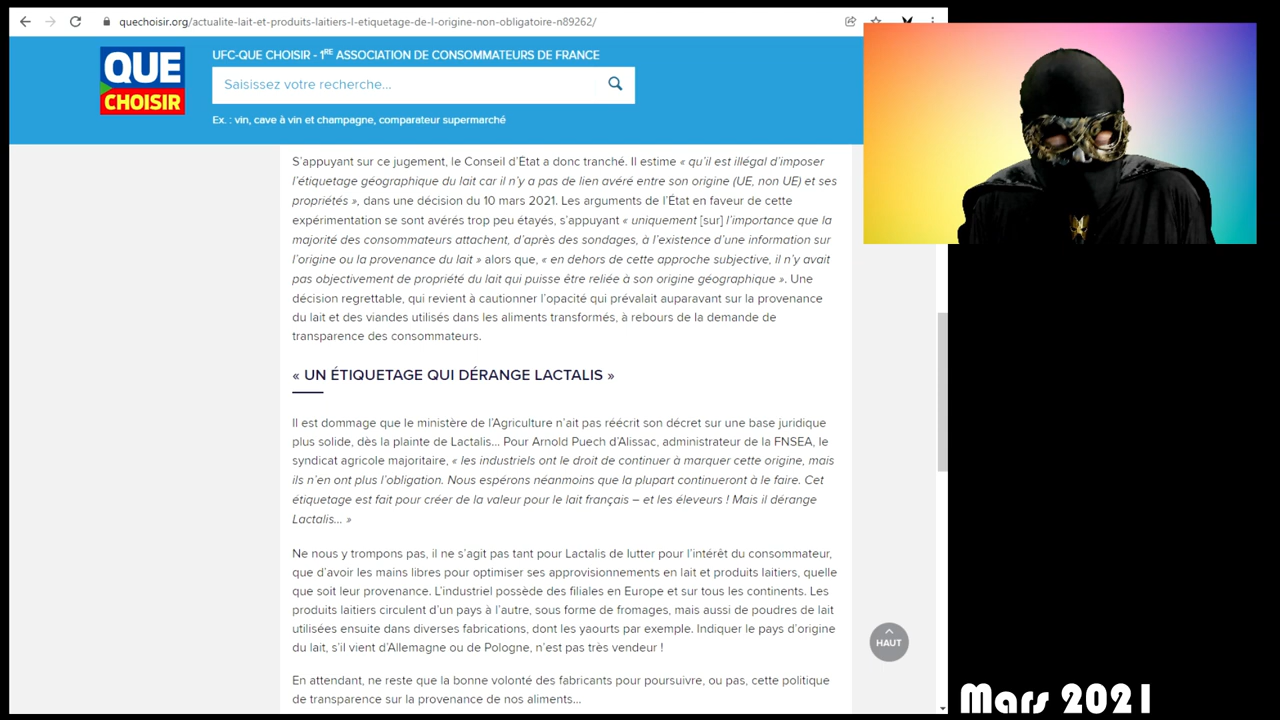 quechoisir.org/actualite-lait-et-produits-laitiers-l-etiquetage-de-l-origine-non-obligatoire-n89262/
QUE
CHOISIR
UFC-QUE CHOISIR - 1RE ASSOCIATION DE CONSOMMATEURS DE FRANCE
Saisissez votre recherche...
Ex. : vin, cave à vin et champagne, comparateur supermarché
S'appuyant sur ce jugement, le Conseil d'État a donc tranché. Il estime « qu'il est illégal d'imposer
l'étiquetage géographique du lait car il n'y a pas de lien avéré entre son origine (UE, non UE) et ses
propriétés », dans une décision du 10 mars 2021. Les arguments de l'État en faveur de cette
expérimentation se sont avérés trop peu étayés, s'appuyant « uniquement [sur] l'importance que la
majorité des consommateurs attachent, d'après des sondages, à l'existence d'une information sur
l'origine ou la provenance du lait » alors que, « en dehors de cette approche subjective, il n'y avait
pas objectivement de propriété du lait qui puisse être reliée à son origine géographique ». Une
décision regrettable, qui revient à cautionner l'opacité qui prévalait auparavant sur la provenance
du lait et des viandes utilisés dans les aliments transformés, à rebours de la demande de
transparence des consommateurs.
« UN ÉTIQUETAGE QUI DÉRANGE LACTALIS »
Il est dommage que le ministère de l'Agriculture n'ait pas réécrit son décret sur une base juridique
plus solide, dès la plainte de Lactalis... Pour Arnold Puech d'Alissac, administrateur de la FNSEA, le
syndicat agricole majoritaire, « les industriels ont le droit de continuer à marquer cette origine, mais
ils n'en ont plus l'obligation. Nous espérons néanmoins que la plupart continueront à le faire. Cet
étiquetage est fait pour créer de la valeur pour le lait français – et les éleveurs ! Mais il dérange
Lactalis... »
Ne nous y trompons pas, il ne s'agit pas tant pour Lactalis de lutter pour l'intérêt du consommateur,
que d'avoir les mains libres pour optimiser ses approvisionnements en lait et produits laitiers, quelle
que soit leur provenance. L'industriel possède des filiales en Europe et sur tous les continents. Les
produits laitiers circulent d'un pays à l'autre, sous forme de fromages, mais aussi de poudres de lait
utilisées ensuite dans diverses fabrications, dont les yaourts par exemple. Indiquer le pays d'origine
du lait, s'il vient d'Allemagne ou de Pologne, n'est pas très vendeur !
HAUT
En attendant, ne reste que la bonne volonté des fabricants pour poursuivre, ou pas, cette politique
de transparence sur la provenance de nos aliments...
Mars 2021